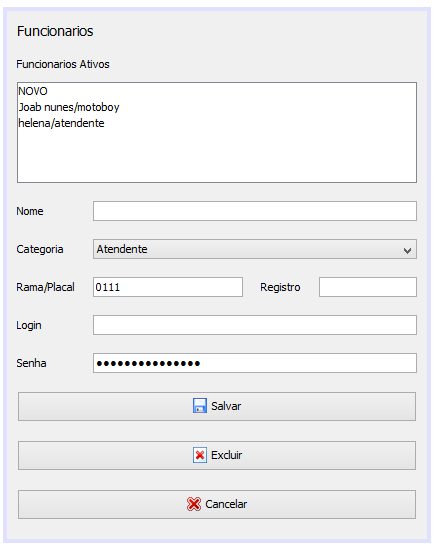 Funcionarios
Funcionarios Ativos
NOVO
Joab nunes/motoboy
helena/atendente
Nome
Categoria Atendente
Rama/Placal 0111 Registro
Login
Senha •••••••••••••••
Salvar
Excluir
Cancelar